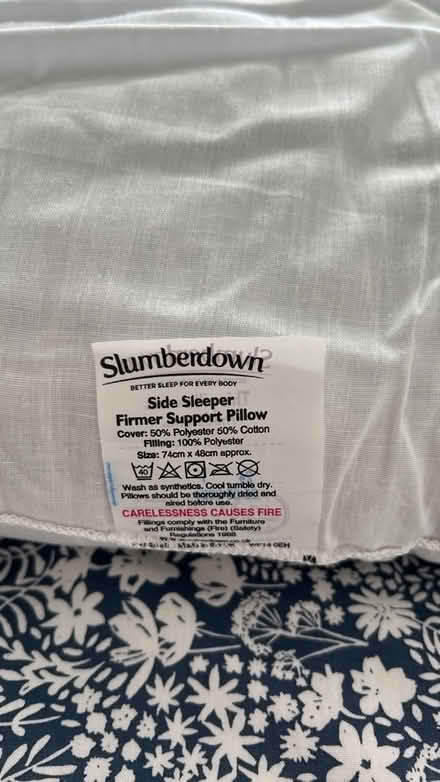 Slumberdown
BETTER SLEEP FOR EVERY BODY
Side Sleeper
Firmer Support Pillow
Cover: 50% Polyester 50% Cotton
Filling: 100% Polyester
Size: 74cm x 48cm approx.
40
Wash as synthetics. Cool tumble dry.
Pillows should be thoroughly dried and
aired before use.
CARELESSNESS CAUSES FIRE
Fillings comply with the Furniture
and Furnishings (Fire) (Safety)
Regulations 1988